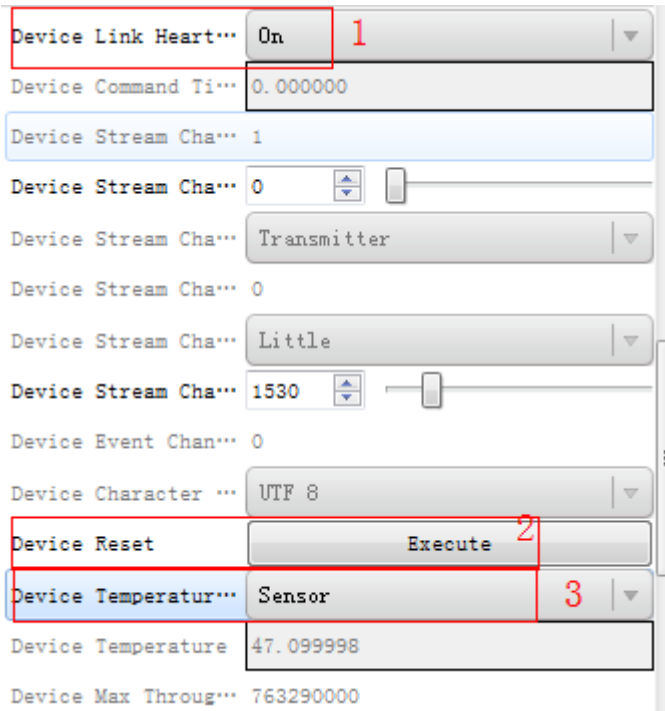 Device Link Heart… On 1
Device Command Ti… 0.000000
Device Stream Cha… 1
Device Stream Cha… 0
Device Stream Cha… Transmitter
Device Stream Cha… 0
Device Stream Cha… Little
Device Stream Cha… 1530
Device Event Chan… 0
Device Character … UTF 8
Device Reset Execute 2
Device Temperatur… Sensor 3
Device Temperature 47.099998
Device Max Throug… 763290000